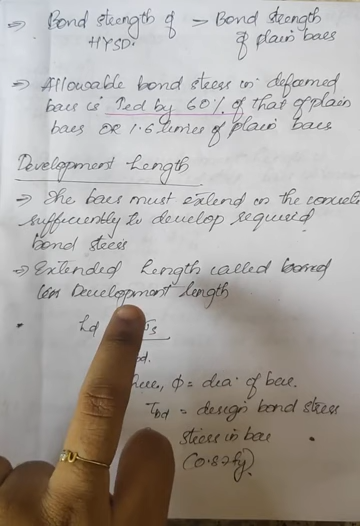 ⇒ Bond strength of > Bond strength
HYSD. of plain bars
⇒ Allowable bond stress in deformed
bars is ↑ed by 60% of that of plain
bars OR 1.6 times of plain bars
Development Length
⇒ The bars must extend in the concrete
sufficiently to develop required
bond stress
⇒ Extended Length called
Development length
Ld σs
bd.
here, ϕ = dia. of bar.
τbd = design bond stress
stress in bar
(0.87fy).